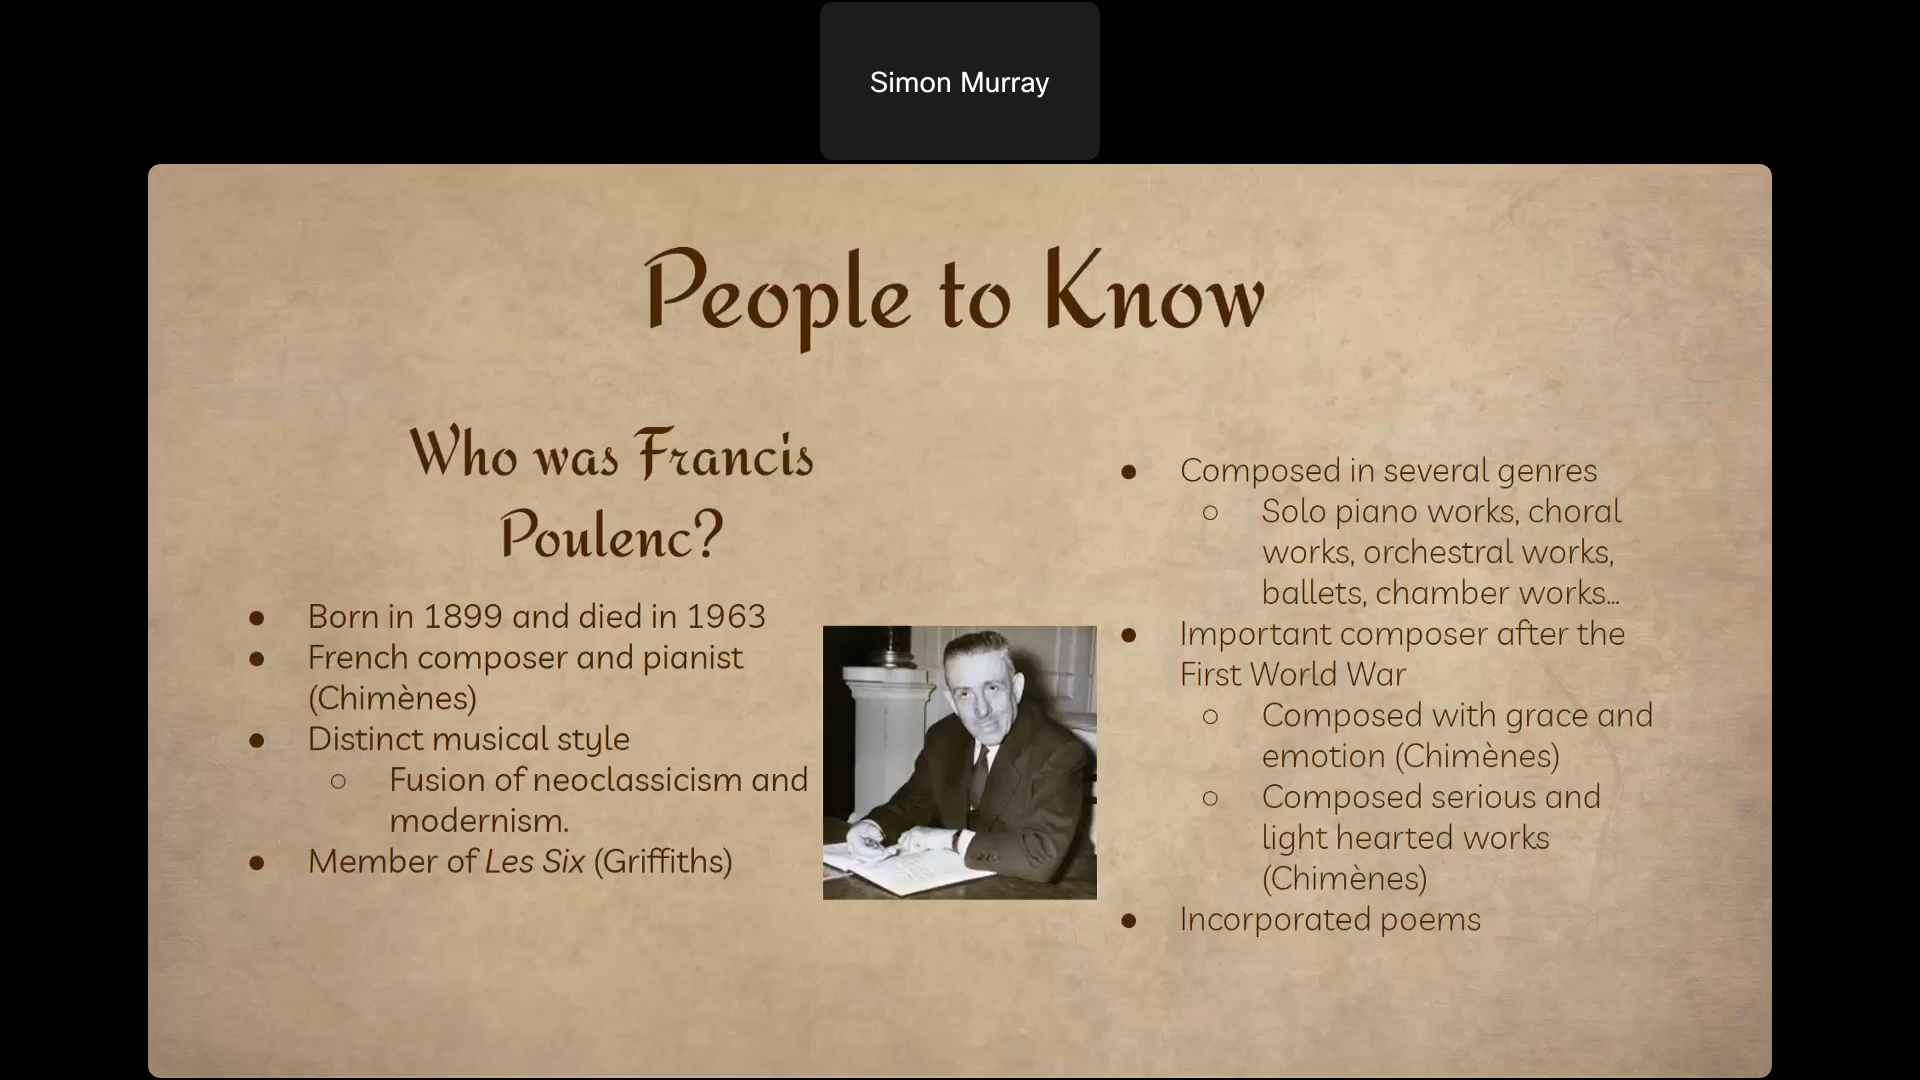 Simon Murray
People to Know
Who was Francis
Poulenc?
● Born in 1899 and died in 1963
● French composer and pianist
(Chimènes)
● Distinct musical style
○ Fusion of neoclassicism and
modernism.
● Member of Les Six (Griffiths)
● Composed in several genres
○ Solo piano works, choral
works, orchestral works,
ballets, chamber works…
● Important composer after the
First World War
○ Composed with grace and
emotion (Chimènes)
○ Composed serious and
light hearted works
(Chimènes)
● Incorporated poems